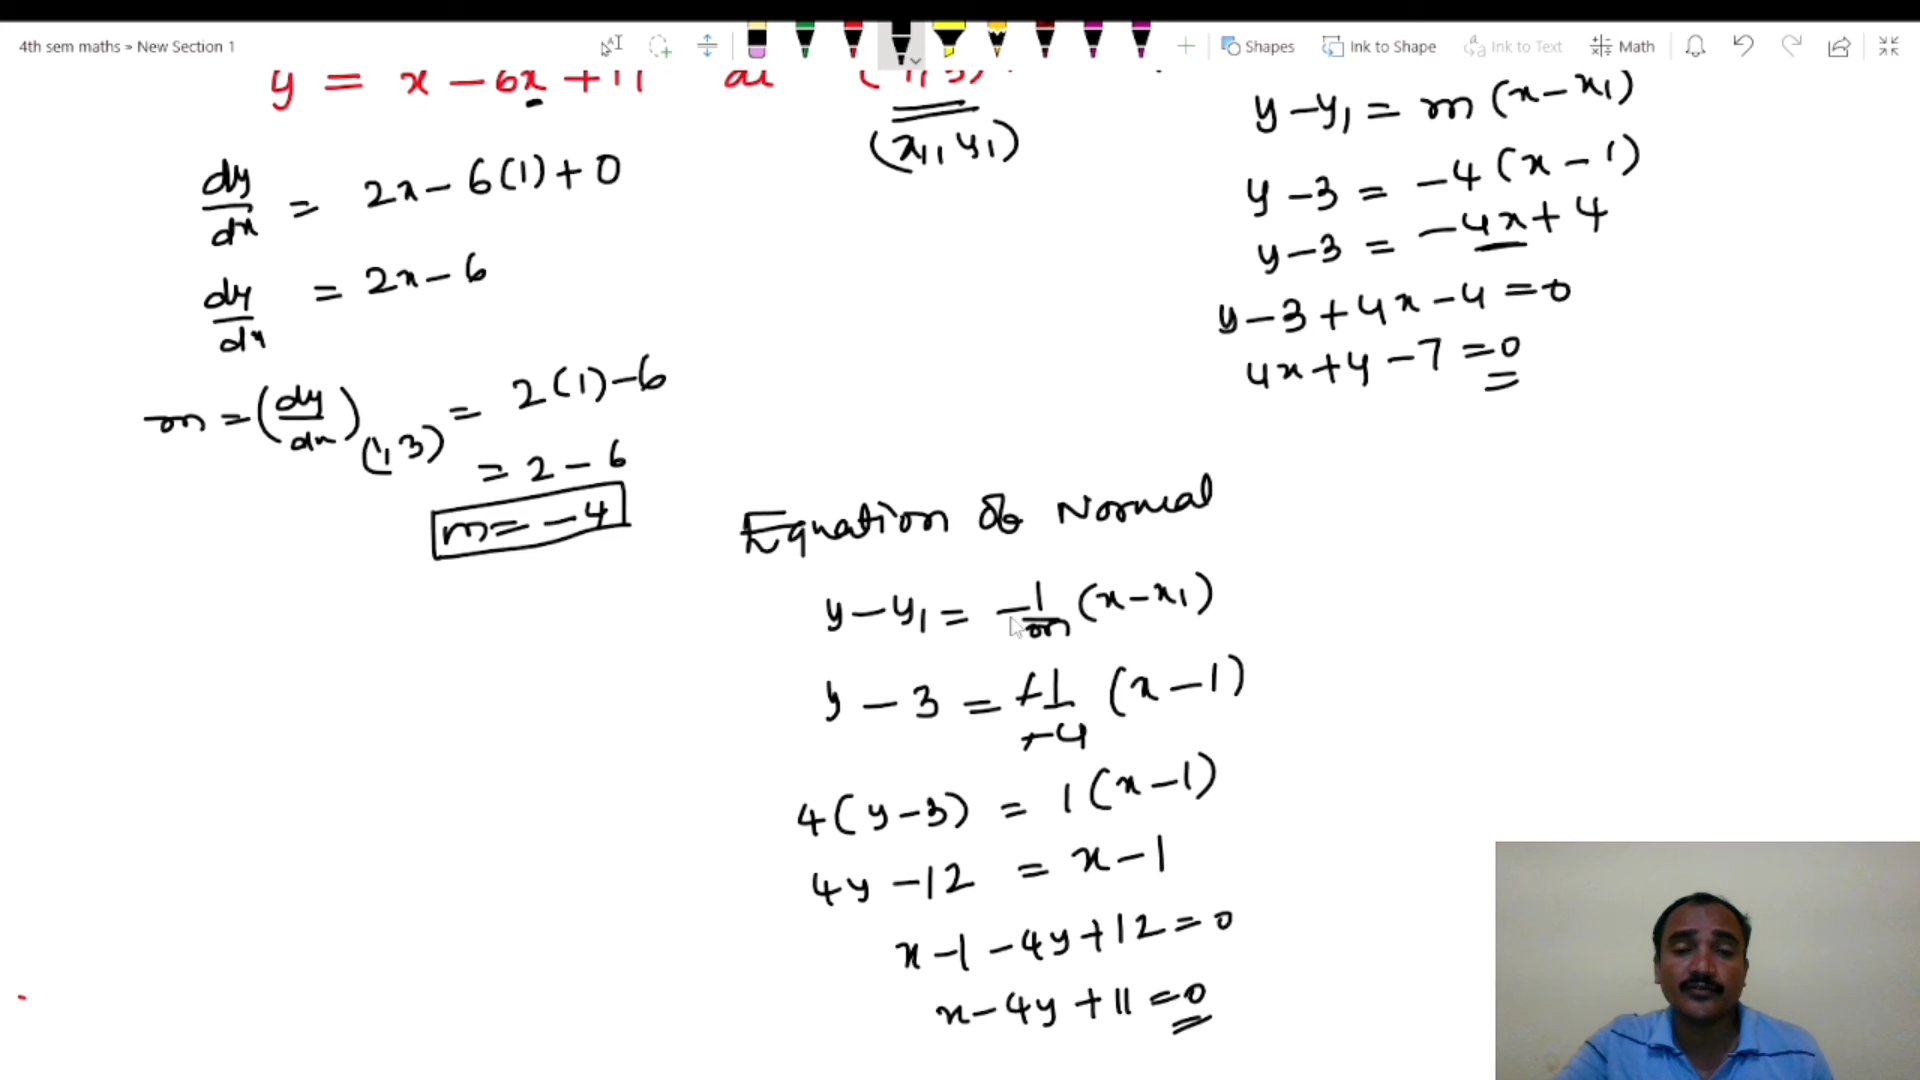 4th sem maths » New Section 1
Shapes Ink to Shape Ink to Text Math
y = x - 6x + 11 at (1, 3)
(x1, y1)
dy/dx = 2x - 6(1) + 0
dy/dx = 2x - 6
m = (dy/dx)(1,3) = 2(1) - 6
= 2 - 6
m = -4
y - y1 = m(x - x1)
y - 3 = -4(x - 1)
y - 3 = -4x + 4
y - 3 + 4x - 4 = 0
4x + y - 7 = 0
Equation of Normal
y - y1 = -1/m (x - x1)
y - 3 = -1/-4 (x - 1)
4(y - 3) = 1(x - 1)
4y - 12 = x - 1
x - 1 - 4y + 12 = 0
x - 4y + 11 = 0